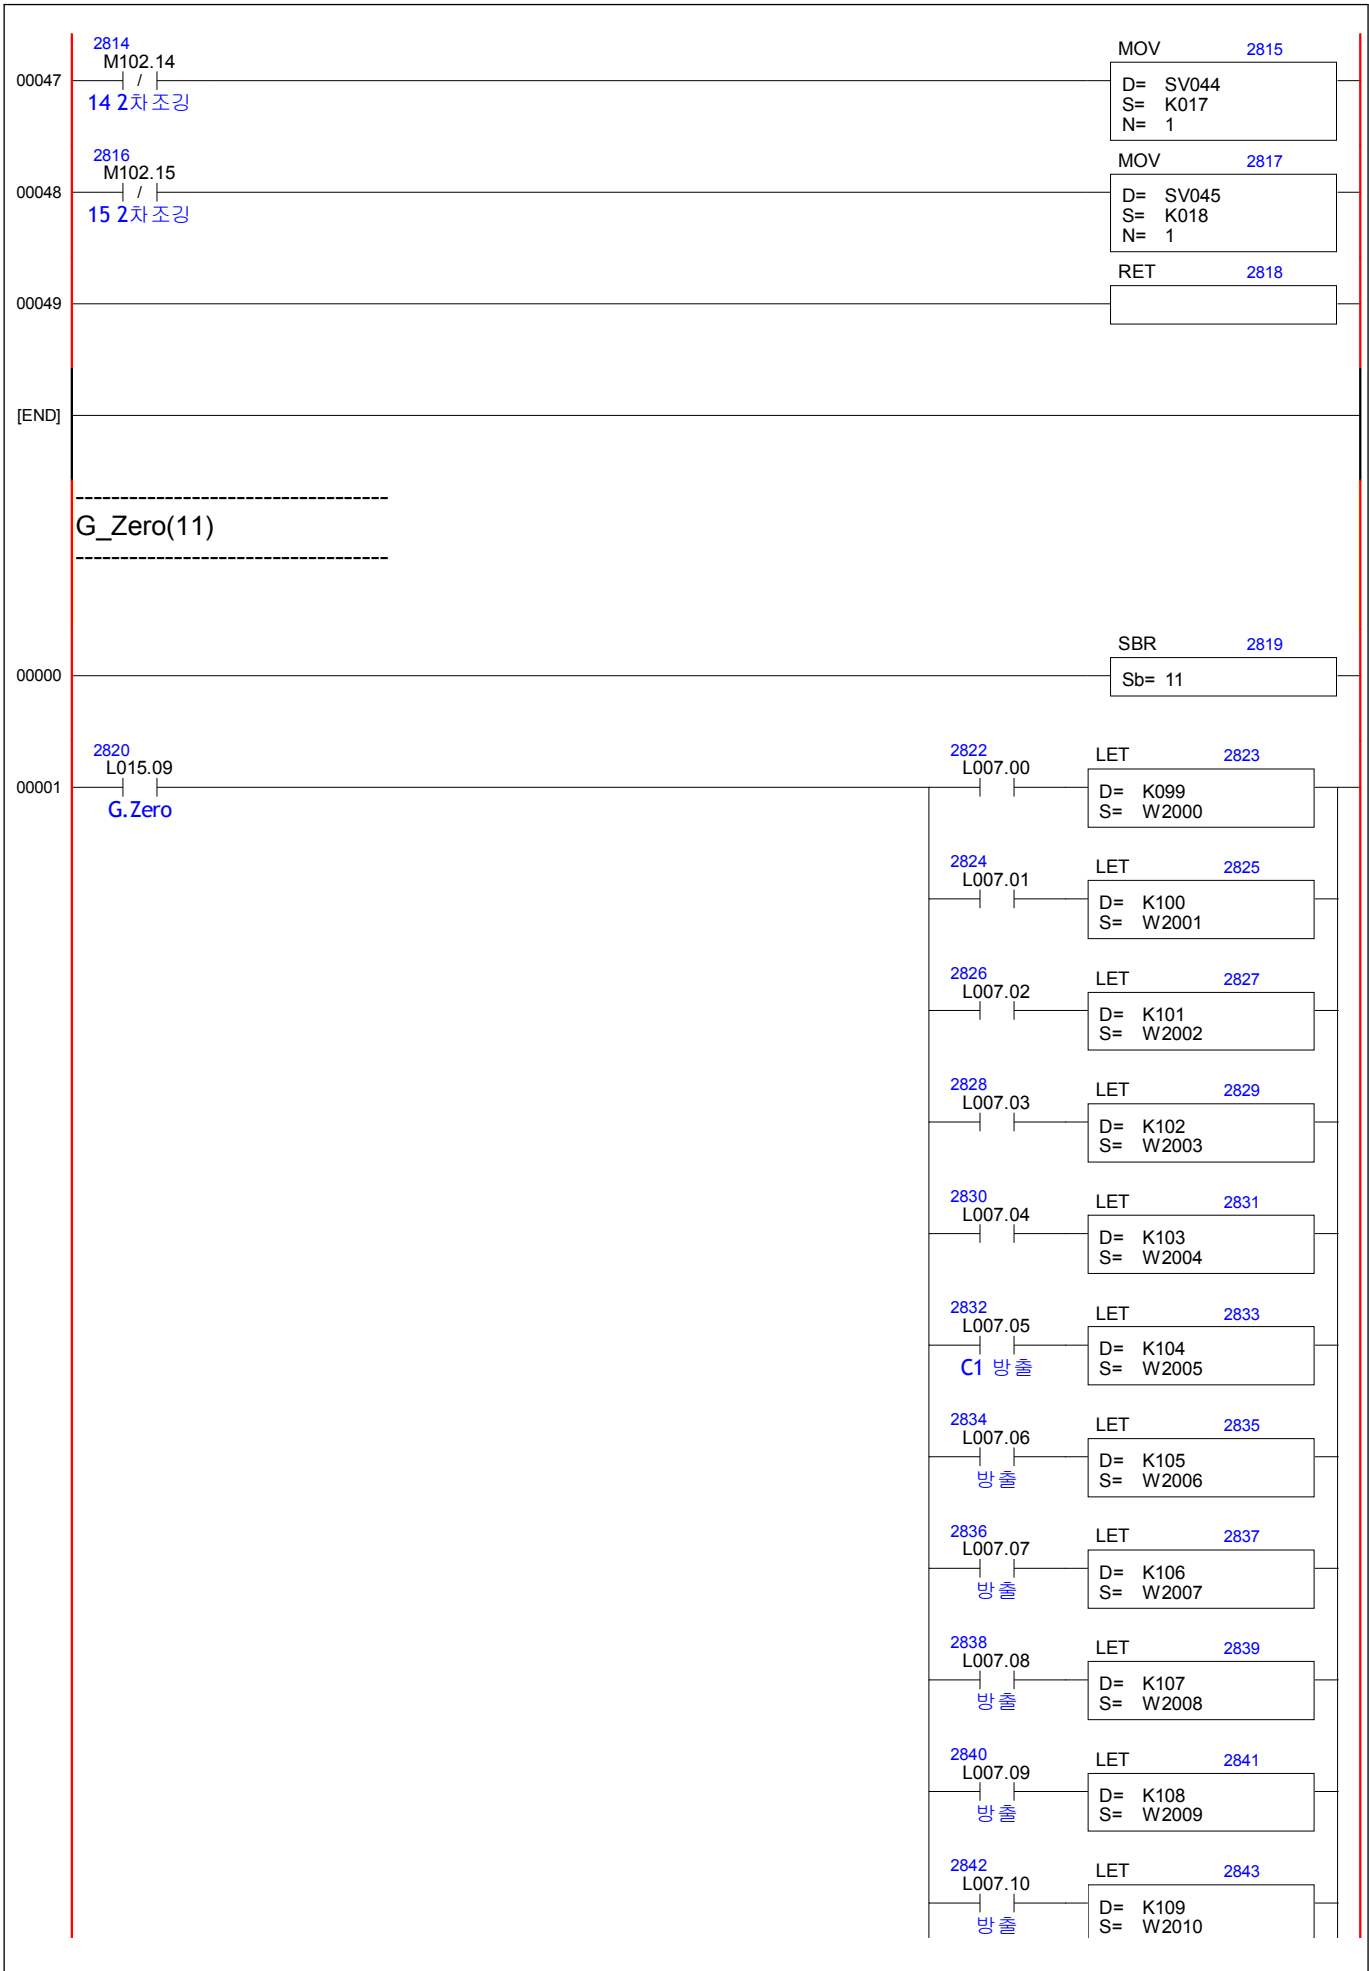 2814
M102.14
00047
/
14 2차조깅
MOV 2815
D= SV044
S= K017
N= 1
2816
M102.15
00048
/
15 2차조깅
MOV 2817
D= SV045
S= K018
N= 1
RET 2818
00049
[END]
-----------------------------------
G_Zero(11)
-----------------------------------
SBR 2819
00000
Sb= 11
2820
L015.09
00001
G.Zero
2822
L007.00
LET 2823
D= K099
S= W2000
2824
L007.01
LET 2825
D= K100
S= W2001
2826
L007.02
LET 2827
D= K101
S= W2002
2828
L007.03
LET 2829
D= K102
S= W2003
2830
L007.04
LET 2831
D= K103
S= W2004
2832
L007.05
C1 방출
LET 2833
D= K104
S= W2005
2834
L007.06
방출
LET 2835
D= K105
S= W2006
2836
L007.07
방출
LET 2837
D= K106
S= W2007
2838
L007.08
방출
LET 2839
D= K107
S= W2008
2840
L007.09
방출
LET 2841
D= K108
S= W2009
2842
L007.10
방출
LET 2843
D= K109
S= W2010